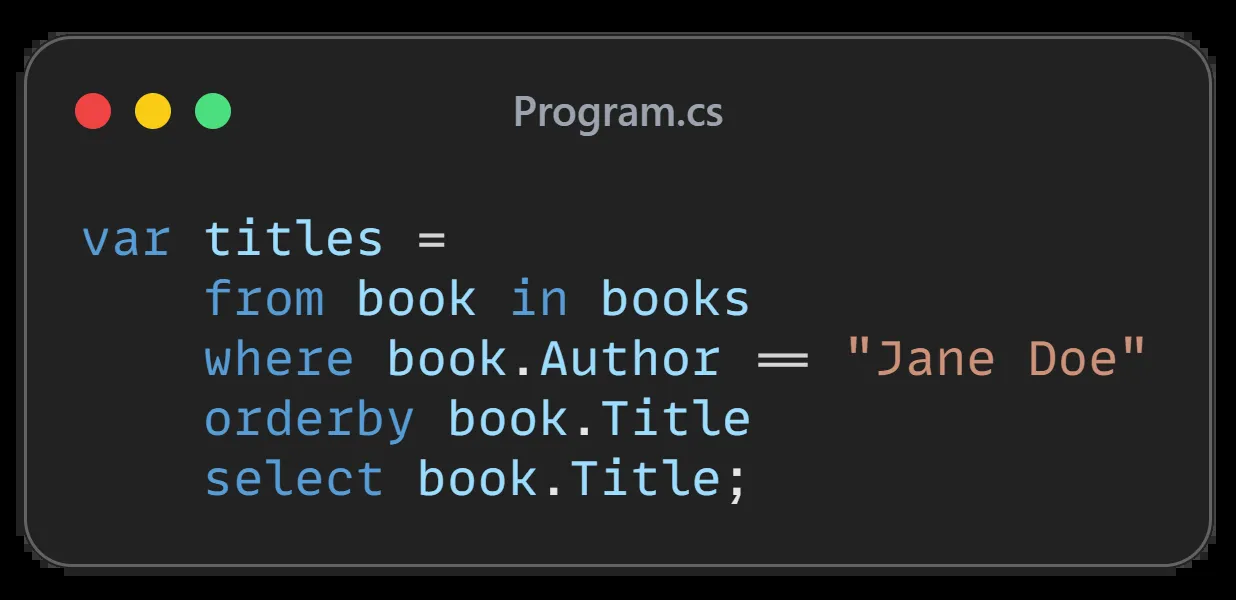 Program.cs
var titles =
    from book in books
    where book.Author == "Jane Doe"
    orderby book.Title
    select book.Title;